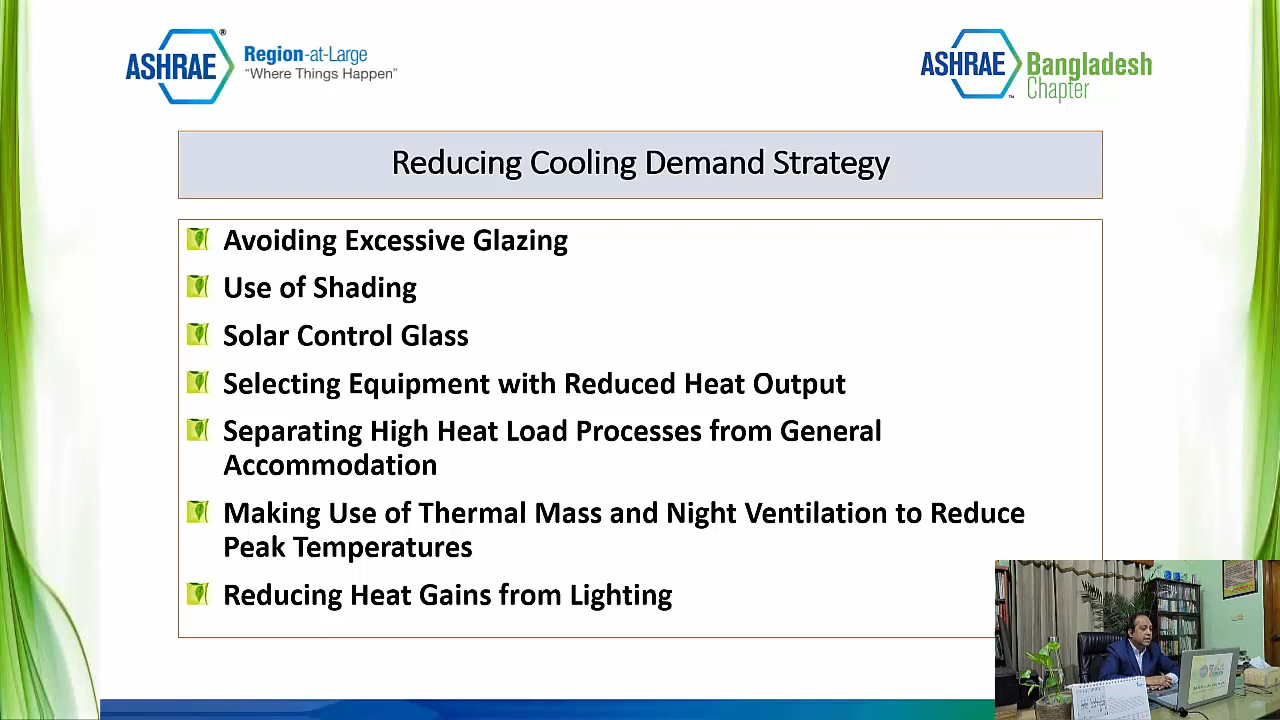 ASHRAE®
Region-at-Large
“Where Things Happen”
ASHRAE™
Bangladesh
Chapter
Reducing Cooling Demand Strategy
Avoiding Excessive Glazing
Use of Shading
Solar Control Glass
Selecting Equipment with Reduced Heat Output
Separating High Heat Load Processes from General
Accommodation
Making Use of Thermal Mass and Night Ventilation to Reduce
Peak Temperatures
Reducing Heat Gains from Lighting